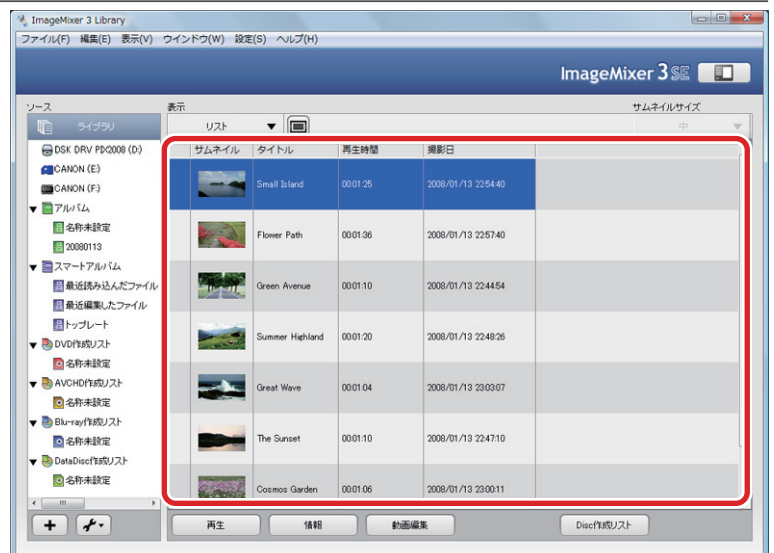 ImageMixer 3 Library
ファイル(F) 編集(E) 表示(V) ウインドウ(W) 設定(S) ヘルプ(H)
ImageMixer 3 SE
ソース
表示
サムネイルサイズ
ライブラリ
リスト
中
DSK DRV PD2008 (D:)
CANON (E:)
CANON (F:)
アルバム
名称未設定
20080113
スマートアルバム
最近読み込んだファイル
最近編集したファイル
トップレート
DVD作成リスト
名称未設定
AVCHD作成リスト
名称未設定
Blu-ray作成リスト
名称未設定
DataDisc作成リスト
名称未設定
サムネイル タイトル 再生時間 撮影日
Small Island 00:01:25 2008/01/13 22:54:40
Flower Path 00:01:36 2008/01/13 22:57:40
Green Avenue 00:01:10 2008/01/13 22:44:54
Summer Highland 00:01:20 2008/01/13 22:48:26
Great Wave 00:01:04 2008/01/13 23:03:07
The Sunset 00:01:10 2008/01/13 22:47:10
Cosmos Garden 00:01:06 2008/01/13 23:00:11
再生
情報
動画編集
Disc作成リスト